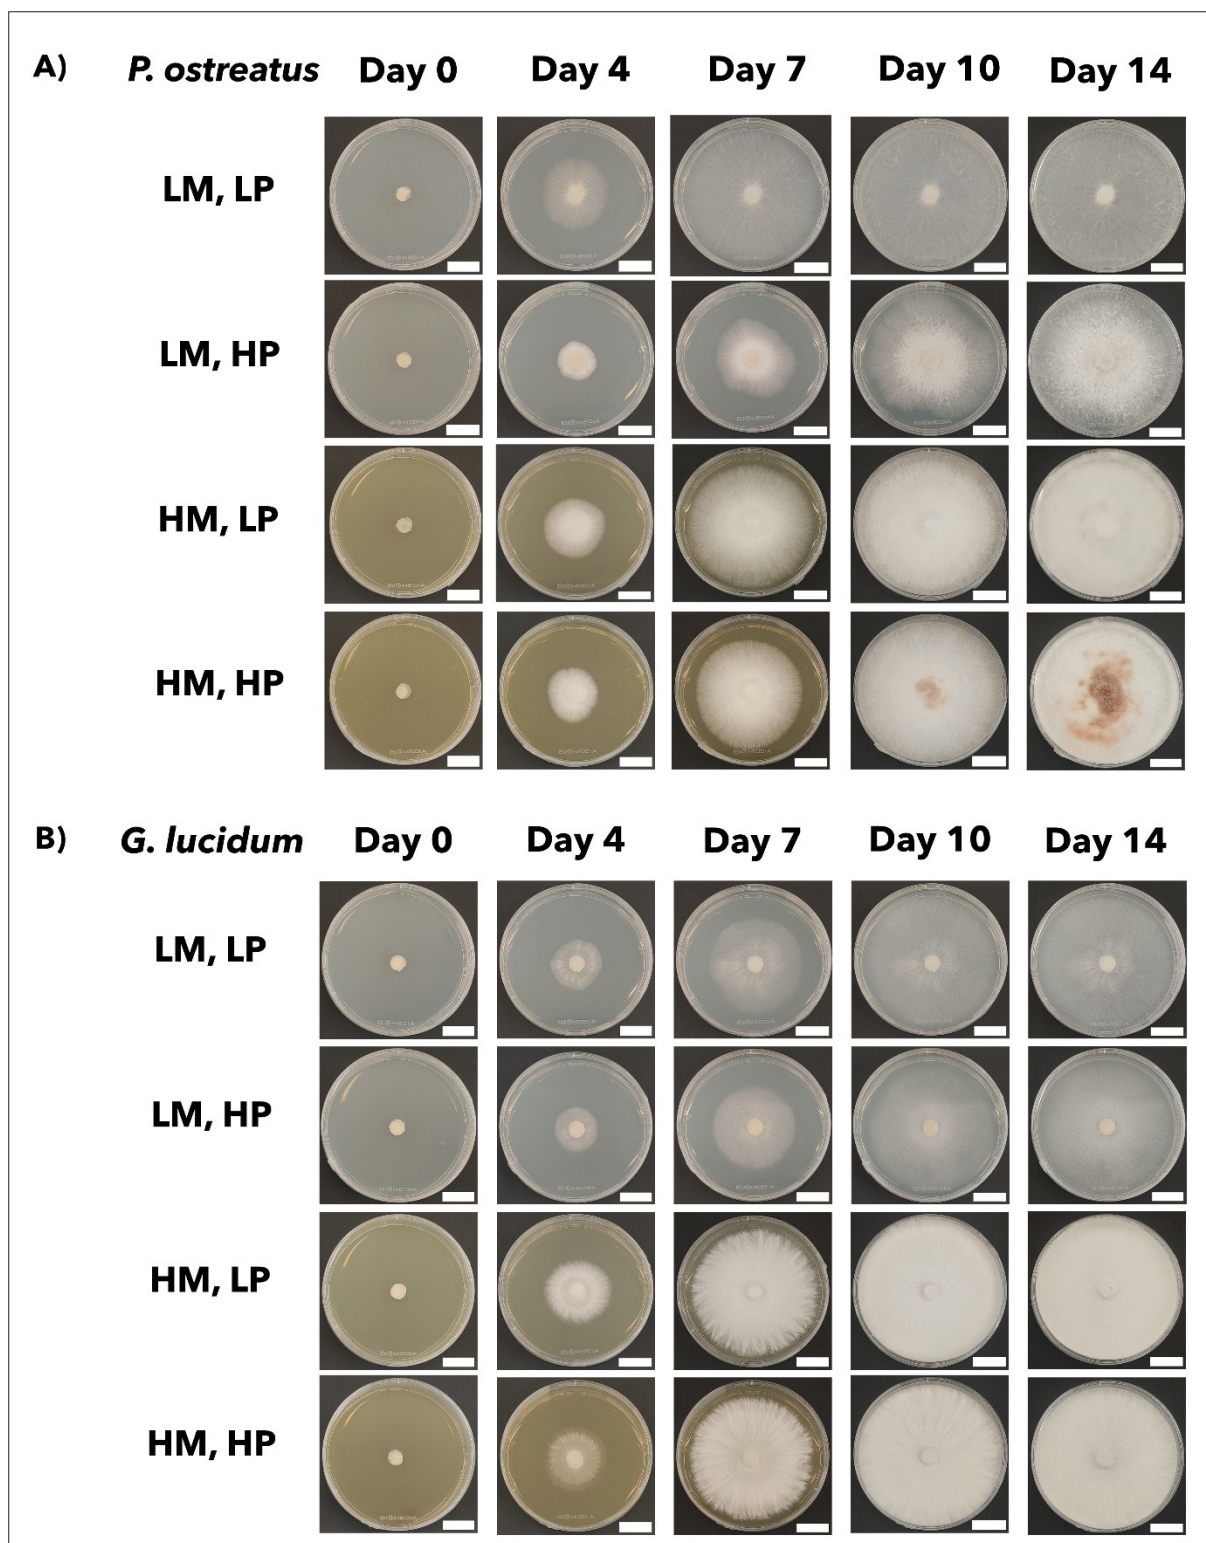 A) P. ostreatus Day 0 Day 4 Day 7 Day 10 Day 14
LM, LP
LM, HP
HM, LP
HM, HP
B) G. lucidum Day 0 Day 4 Day 7 Day 10 Day 14
LM, LP
LM, HP
HM, LP
HM, HP